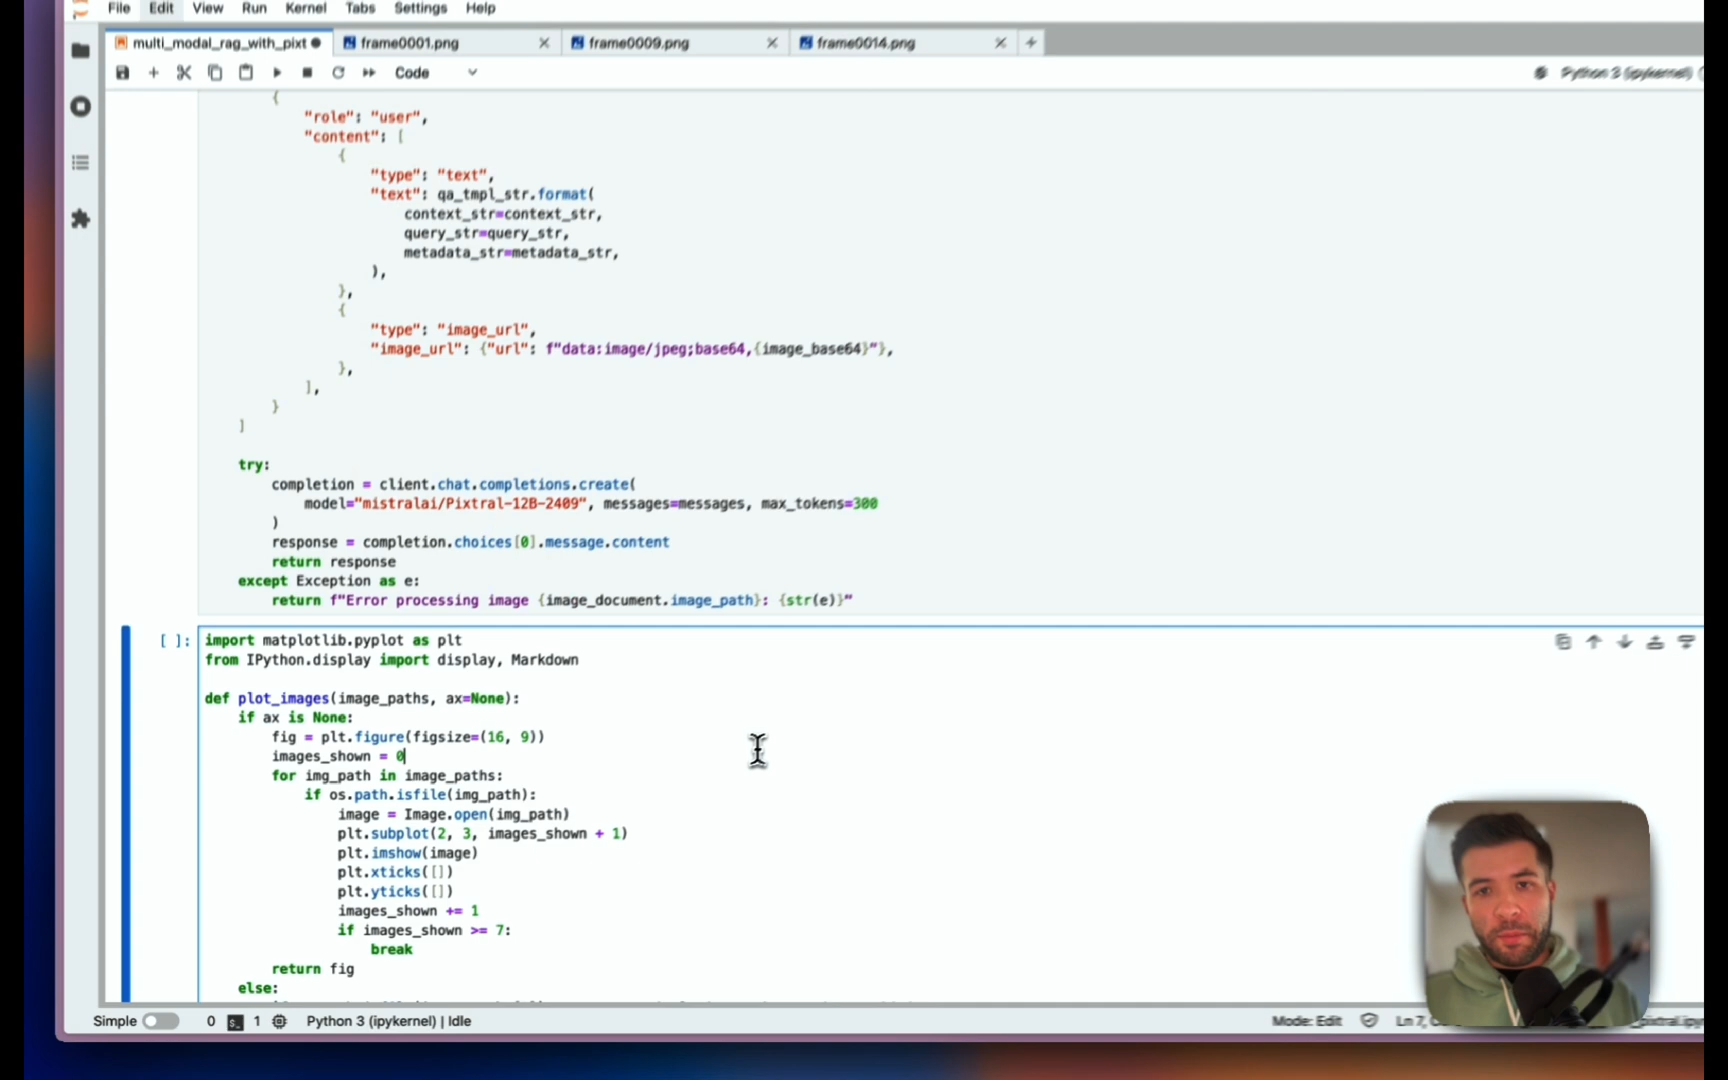 File Edit View Run Kernel Tabs Settings Help
multi_modal_rag_with_pixt frame0001.png frame0009.png frame0014.png
Code Python 3 (ipykernel)
{
"role": "user",
"content": [
{
"type": "text",
"text": qa_tmpl_str.format(
context_str=context_str,
query_str=query_str,
metadata_str=metadata_str,
),
},
{
"type": "image_url",
"image_url": {"url": f"data:image/jpeg;base64,{image_base64}"},
},
],
}
]
try:
completion = client.chat.completions.create(
model="mistralai/Pixtral-12B-2409", messages=messages, max_tokens=300
)
response = completion.choices[0].message.content
return response
except Exception as e:
return f"Error processing image {image_document.image_path}: {str(e)}"
[ ]: import matplotlib.pyplot as plt
from IPython.display import display, Markdown
def plot_images(image_paths, ax=None):
if ax is None:
fig = plt.figure(figsize=(16, 9))
images_shown = 0
for img_path in image_paths:
if os.path.isfile(img_path):
image = Image.open(img_path)
plt.subplot(2, 3, images_shown + 1)
plt.imshow(image)
plt.xticks([])
plt.yticks([])
images_shown += 1
if images_shown >= 7:
break
return fig
else:
Simple 0 1 Python 3 (ipykernel) | Idle Mode: Edit Ln 7,